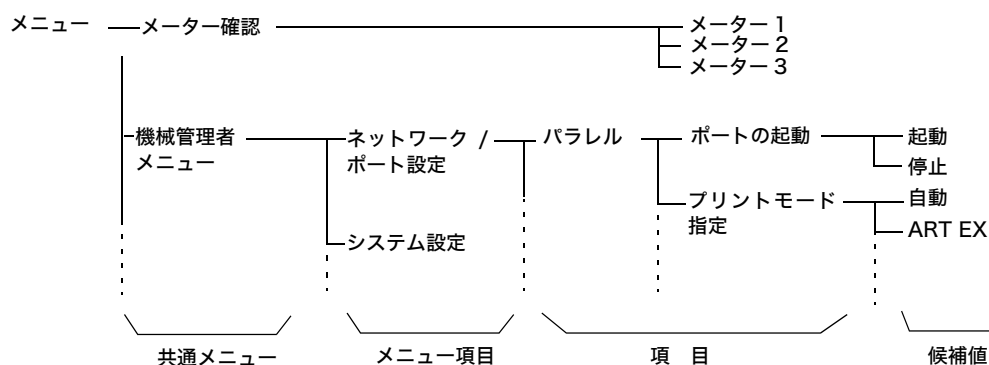 メニュー
メーター確認
メーター 1
メーター 2
メーター 3
機械管理者
メニュー
ネットワーク /
ポート設定
パラレル
ポートの起動
起動
停止
プリントモード
指定
自動
ART EX
システム設定
共通メニュー
メニュー項目
項 目
候補値